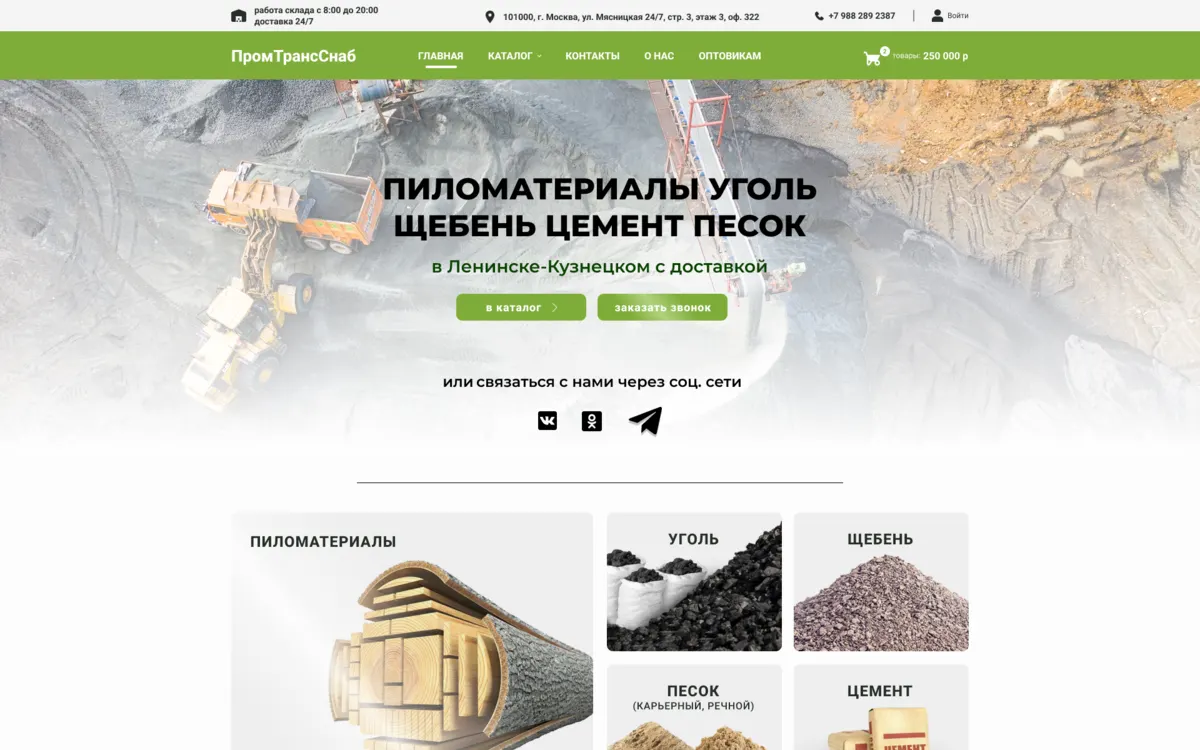 работа склада с 8:00 до 20:00
доставка 24/7
101000, г. Москва, ул. Мясницкая 24/7, стр. 3, этаж 3, оф. 322
+7 988 289 2387
Войти
ПромТрансСнаб
ГЛАВНАЯ
КАТАЛОГ
КОНТАКТЫ
О НАС
ОПТОВИКАМ
2
товары: 250 000 р
ПИЛОМАТЕРИАЛЫ УГОЛЬ
ЩЕБЕНЬ ЦЕМЕНТ ПЕСОК
в Ленинске-Кузнецком с доставкой
в каталог
заказать звонок
или связаться с нами через соц. сети
ПИЛОМАТЕРИАЛЫ
УГОЛЬ
ЩЕБЕНЬ
ПЕСОК
(КАРЬЕРНЫЙ, РЕЧНОЙ)
ЦЕМЕНТ
ЦЕМЕНТ